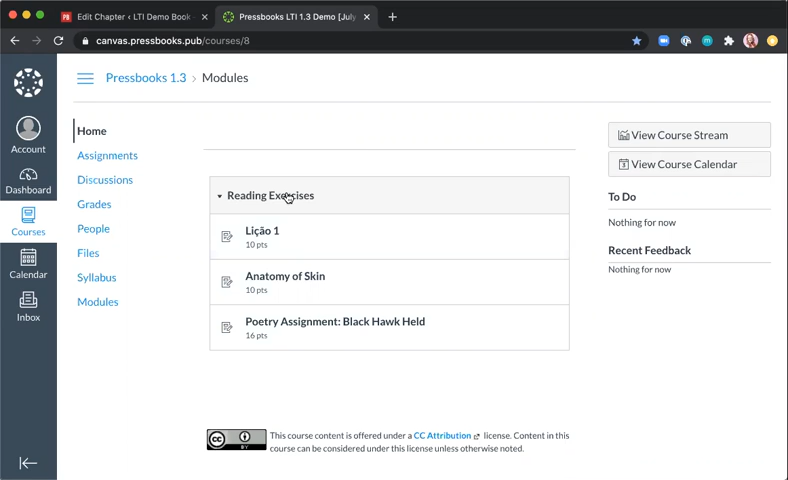 Edit Chapter ‹ LTI Demo Book
Pressbooks LTI 1.3 Demo [July
canvas.pressbooks.pub/courses/8
Pressbooks 1.3 › Modules
Account
Dashboard
Courses
Calendar
Inbox
Home
Assignments
Discussions
Grades
People
Files
Syllabus
Modules
Reading Exercises
Lição 1
10 pts
Anatomy of Skin
10 pts
Poetry Assignment: Black Hawk Held
16 pts
This course content is offered under a CC Attribution license. Content in this
course can be considered under this license unless otherwise noted.
View Course Stream
View Course Calendar
To Do
Nothing for now
Recent Feedback
Nothing for now